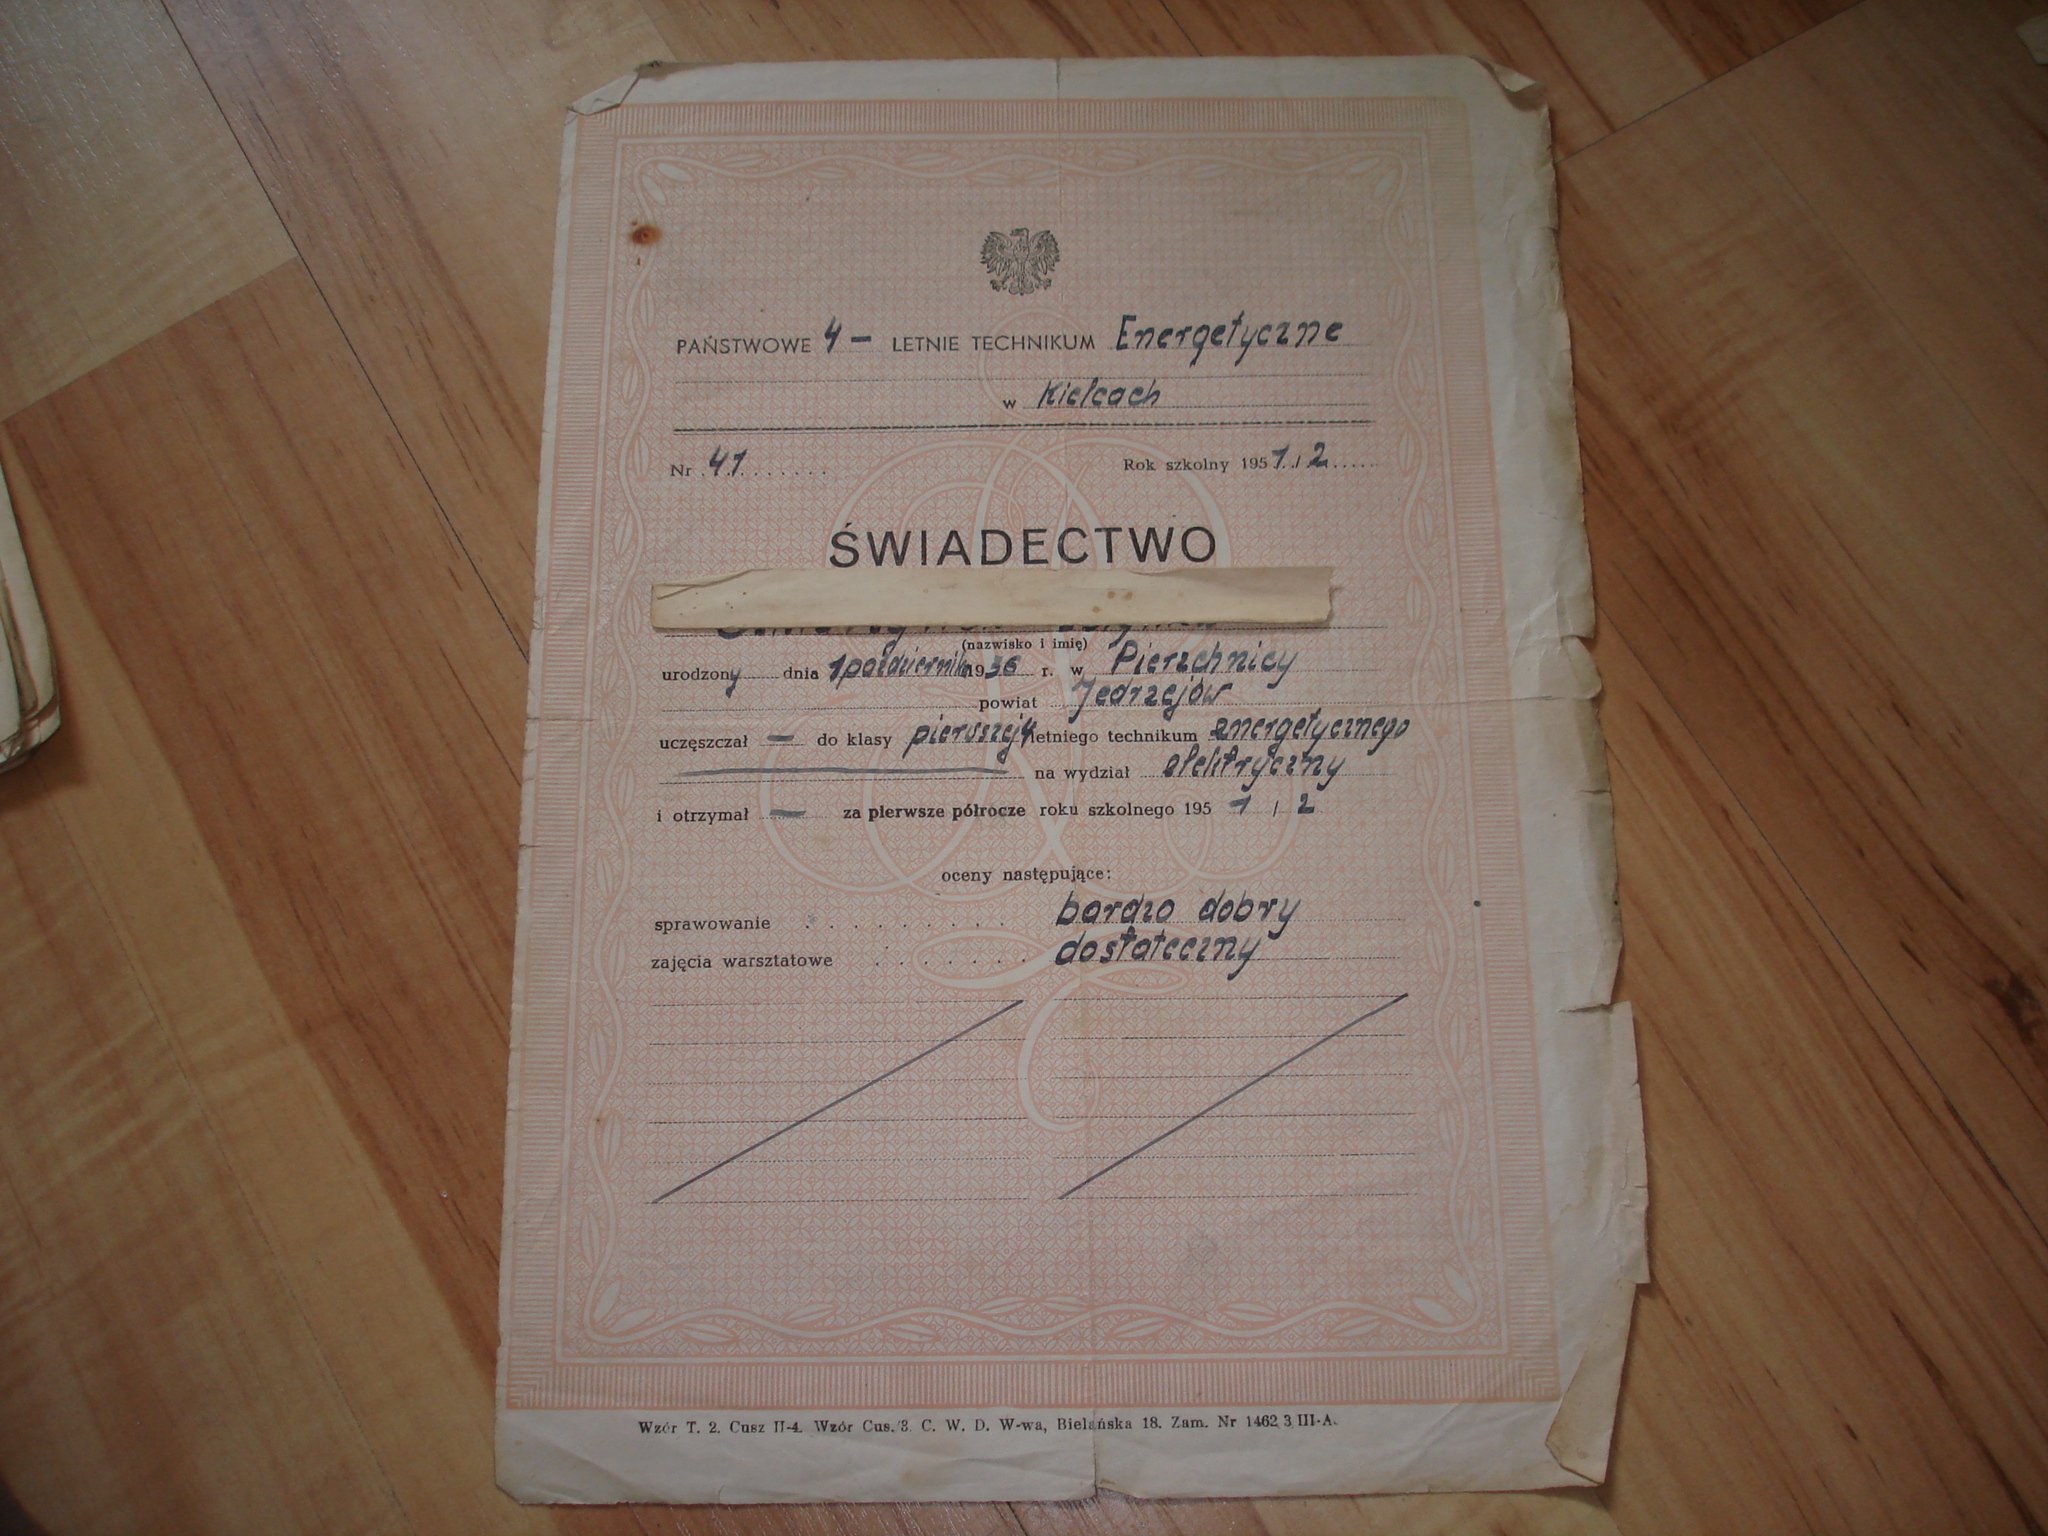 PAŃSTWOWE 4 – LETNIE TECHNIKUM Energetyczne
w Kielcach
Nr 41 Rok szkolny 1951/2
ŚWIADECTWO
(nazwisko i imię)
urodzony dnia 1 październik 1936 r. w Pierzchnicy
powiat Jędrzejów
uczęszczał – do klasy pierwszej 4 letniego technikum energetycznego
na wydział elektryczny
i otrzymał – za pierwsze półrocze roku szkolnego 1951/2
oceny następujące:
sprawowanie . . . . . . . . . bardzo dobry
zajęcia warsztatowe . . . . . . . dostateczny
Wzór T. 2. Cusz II-4. Wzór Cus. 3. C. W. D. W-wa, Bielańska 18. Zam. Nr 1462 3 III-A.